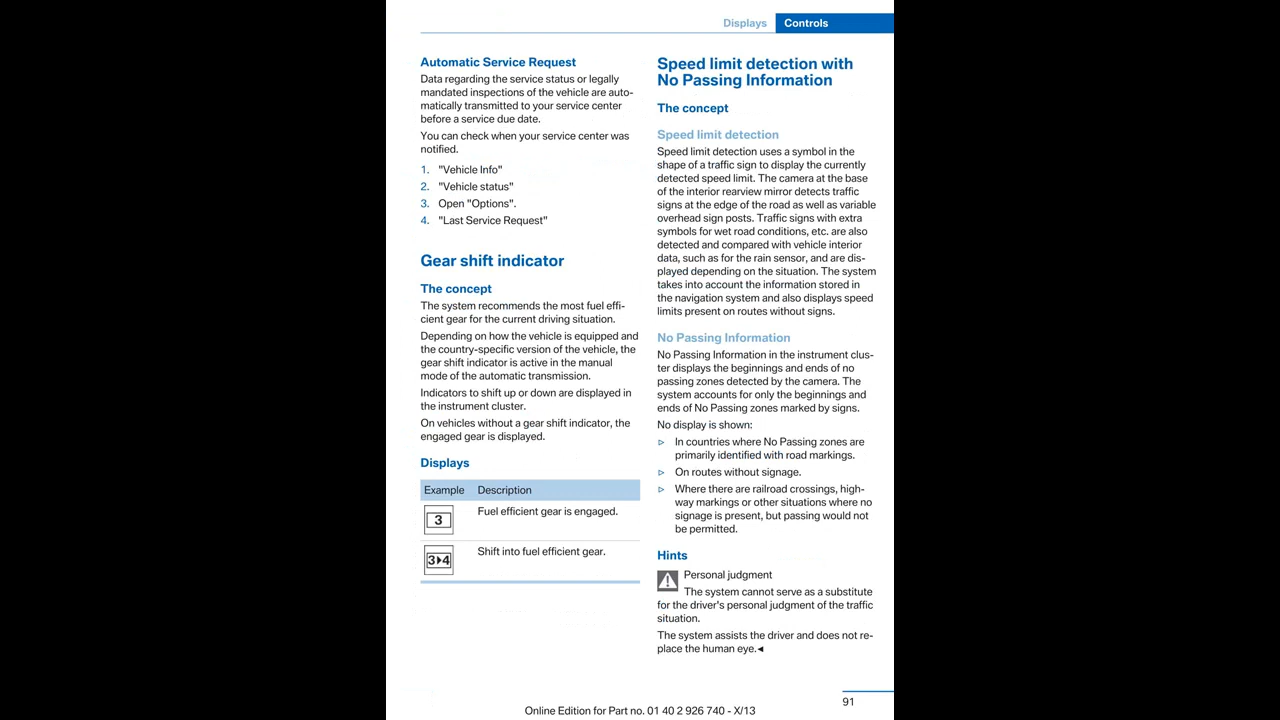 Displays Controls
Automatic Service Request
Data regarding the service status or legally
mandated inspections of the vehicle are auto-
matically transmitted to your service center
before a service due date.
You can check when your service center was
notified.
1. "Vehicle Info"
2. "Vehicle status"
3. Open "Options".
4. "Last Service Request"
Gear shift indicator
The concept
The system recommends the most fuel effi-
cient gear for the current driving situation.
Depending on how the vehicle is equipped and
the country-specific version of the vehicle, the
gear shift indicator is active in the manual
mode of the automatic transmission.
Indicators to shift up or down are displayed in
the instrument cluster.
On vehicles without a gear shift indicator, the
engaged gear is displayed.
Displays
Example Description
3 Fuel efficient gear is engaged.
3▸4 Shift into fuel efficient gear.
Speed limit detection with
No Passing Information
The concept
Speed limit detection
Speed limit detection uses a symbol in the
shape of a traffic sign to display the currently
detected speed limit. The camera at the base
of the interior rearview mirror detects traffic
signs at the edge of the road as well as variable
overhead sign posts. Traffic signs with extra
symbols for wet road conditions, etc. are also
detected and compared with vehicle interior
data, such as for the rain sensor, and are dis-
played depending on the situation. The system
takes into account the information stored in
the navigation system and also displays speed
limits present on routes without signs.
No Passing Information
No Passing Information in the instrument clus-
ter displays the beginnings and ends of no
passing zones detected by the camera. The
system accounts for only the beginnings and
ends of No Passing zones marked by signs.
No display is shown:
▷ In countries where No Passing zones are
primarily identified with road markings.
▷ On routes without signage.
▷ Where there are railroad crossings, high-
way markings or other situations where no
signage is present, but passing would not
be permitted.
Hints
Personal judgment
The system cannot serve as a substitute
for the driver's personal judgment of the traffic
situation.
The system assists the driver and does not re-
place the human eye.◄
91
Online Edition for Part no. 01 40 2 926 740 - X/13